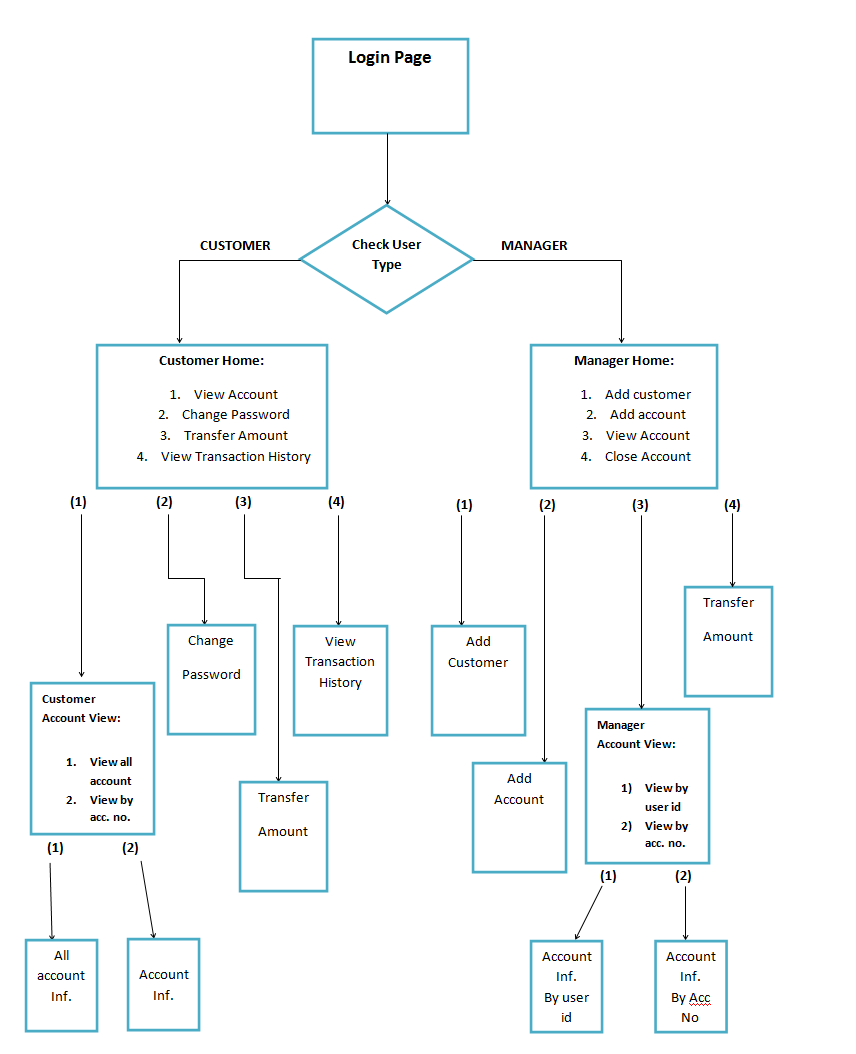 Login Page
Check User
Type
CUSTOMER
MANAGER
Customer Home:
1. View Account
2. Change Password
3. Transfer Amount
4. View Transaction History
Manager Home:
1. Add customer
2. Add account
3. View Account
4. Close Account
(1)
(2)
(3)
(4)
(1)
(2)
(3)
(4)
Change
Password
View
Transaction
History
Add
Customer
Transfer
Amount
Customer
Account View:
1. View all
account
2. View by
acc. no.
Transfer
Amount
Add
Account
Manager
Account View:
1) View by
user id
2) View by
acc. no.
(1)
(2)
(1)
(2)
All
account
Inf.
Account
Inf.
Account
Inf.
By user
id
Account
Inf.
By Acc
No